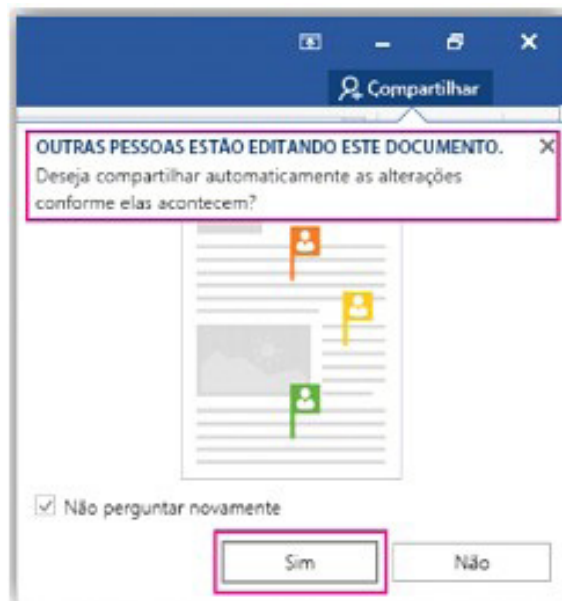 Compartilhar
OUTRAS PESSOAS ESTÃO EDITANDO ESTE DOCUMENTO.
Deseja compartilhar automaticamente as alterações
conforme elas acontecem?
Não perguntar novamente
Sim Não